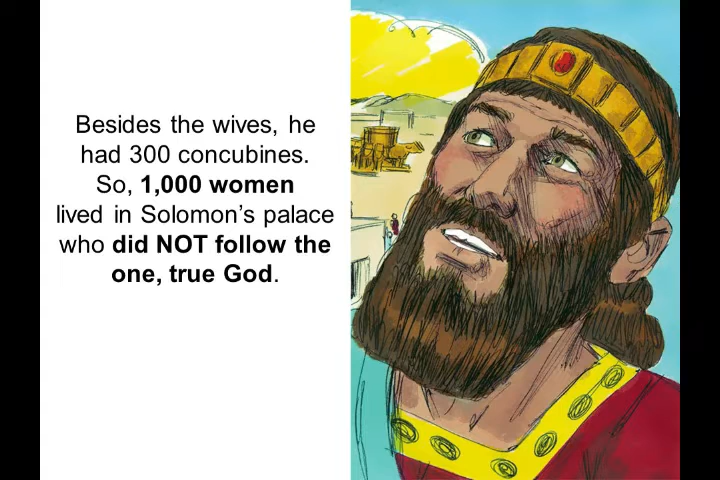 Besides the wives, he
had 300 concubines.
So, 1,000 women
lived in Solomon’s palace
who did NOT follow the
one, true God.